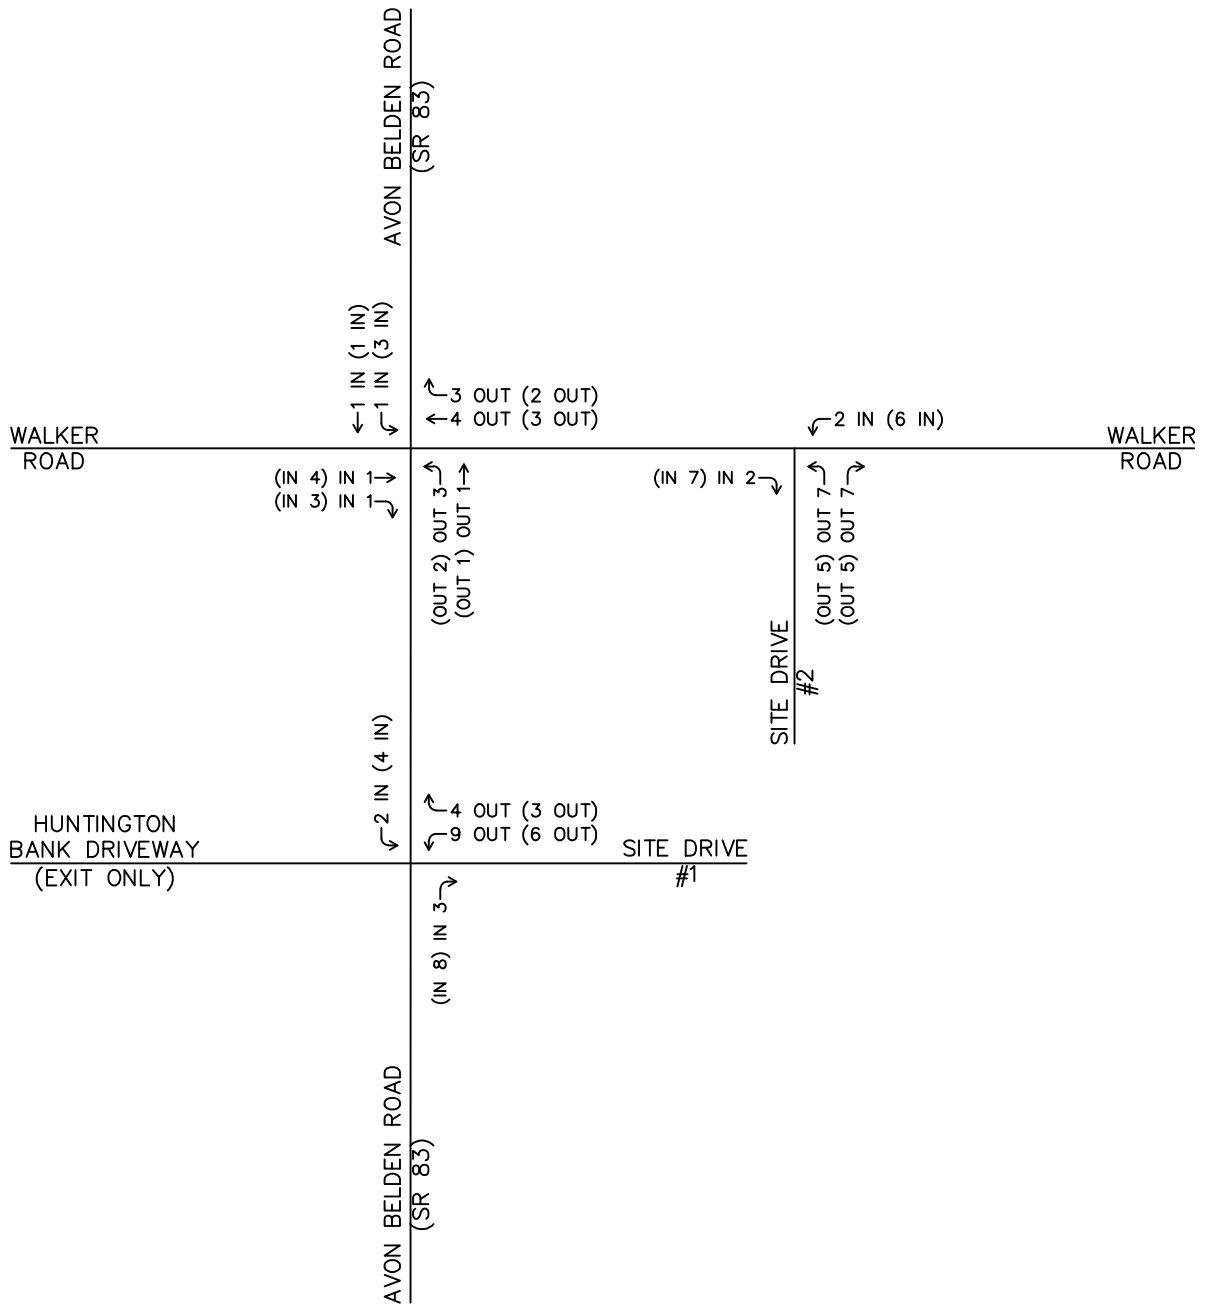 AVON BELDEN ROAD
(SR 83)
1 IN (1 IN)
1 IN (3 IN)
3 OUT (2 OUT)
4 OUT (3 OUT)
2 IN (6 IN)
WALKER
ROAD
WALKER
ROAD
(IN 4) IN 1
(IN 3) IN 1
(OUT 2) OUT 3
(OUT 1) OUT 1
(IN 7) IN 2
(OUT 5) OUT 7
(OUT 5) OUT 7
SITE DRIVE
#2
2 IN (4 IN)
4 OUT (3 OUT)
9 OUT (6 OUT)
HUNTINGTON
BANK DRIVEWAY
(EXIT ONLY)
SITE DRIVE
#1
(IN 8) IN 3
AVON BELDEN ROAD
(SR 83)